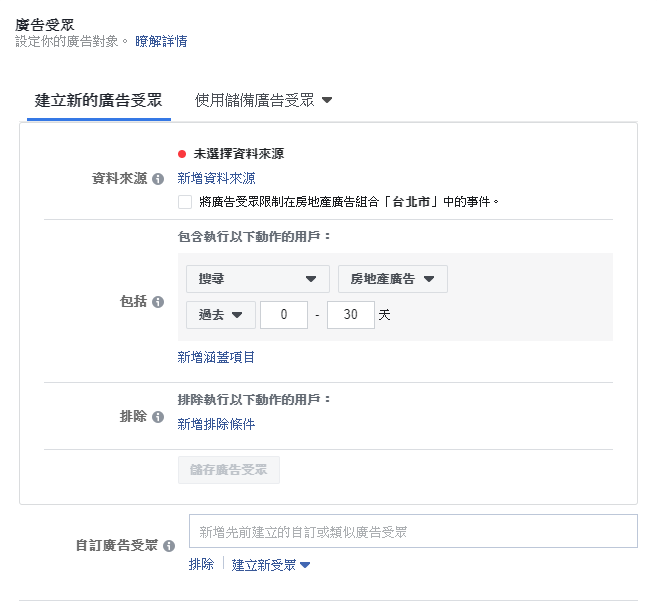 廣告受眾
設定你的廣告對象。 瞭解詳情
建立新的廣告受眾 使用儲備廣告受眾
未選擇資料來源
資料來源 新增資料來源
將廣告受眾限制在房地產廣告組合「台北市」中的事件。
包含執行以下動作的用戶：
搜尋 房地產廣告
包括
過去 0 - 30 天
新增涵蓋項目
排除執行以下動作的用戶：
排除
新增排除條件
儲存廣告受眾
新增先前建立的自訂或類似廣告受眾
自訂廣告受眾
排除 建立新受眾